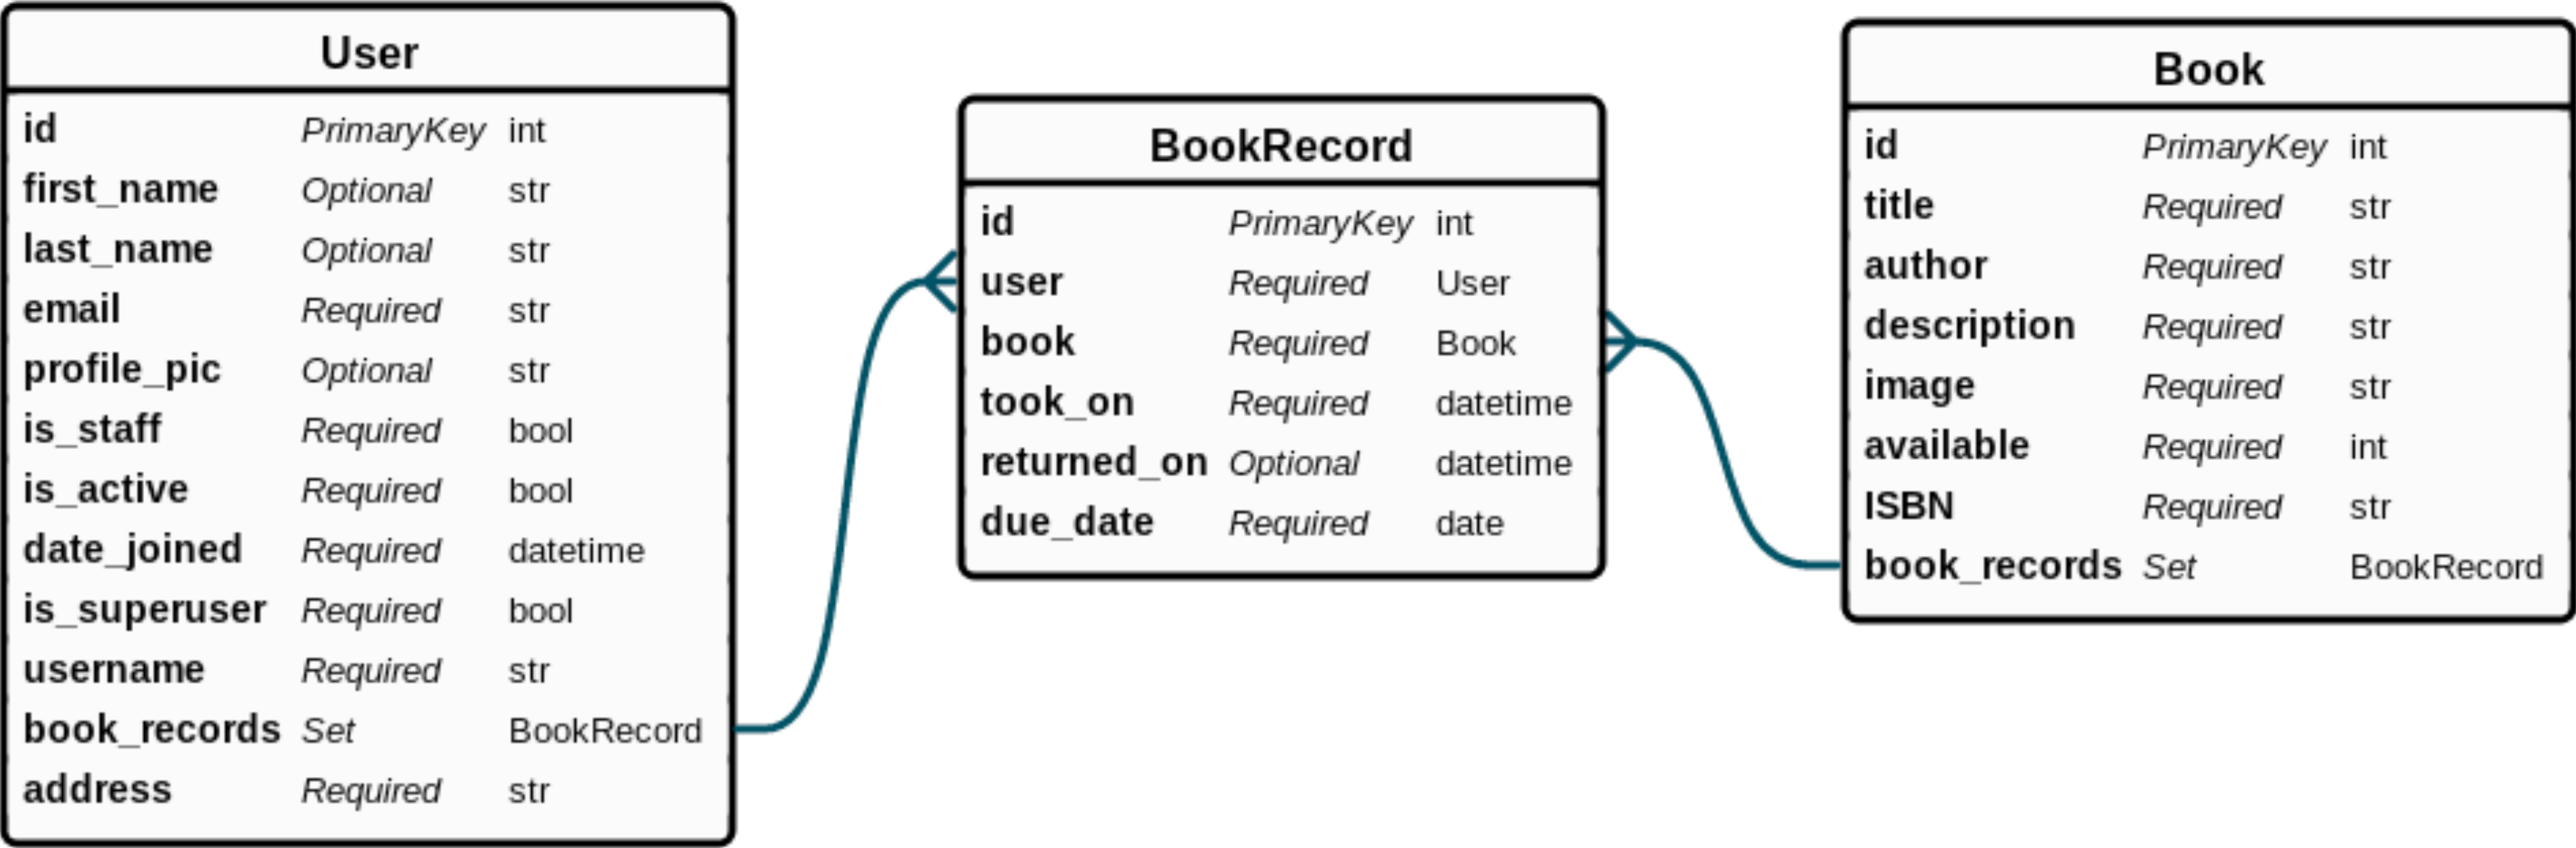 User
id PrimaryKey int
first_name Optional str
last_name Optional str
email Required str
profile_pic Optional str
is_staff Required bool
is_active Required bool
date_joined Required datetime
is_superuser Required bool
username Required str
book_records Set BookRecord
address Required str
BookRecord
id PrimaryKey int
user Required User
book Required Book
took_on Required datetime
returned_on Optional datetime
due_date Required date
Book
id PrimaryKey int
title Required str
author Required str
description Required str
image Required str
available Required int
ISBN Required str
book_records Set BookRecord